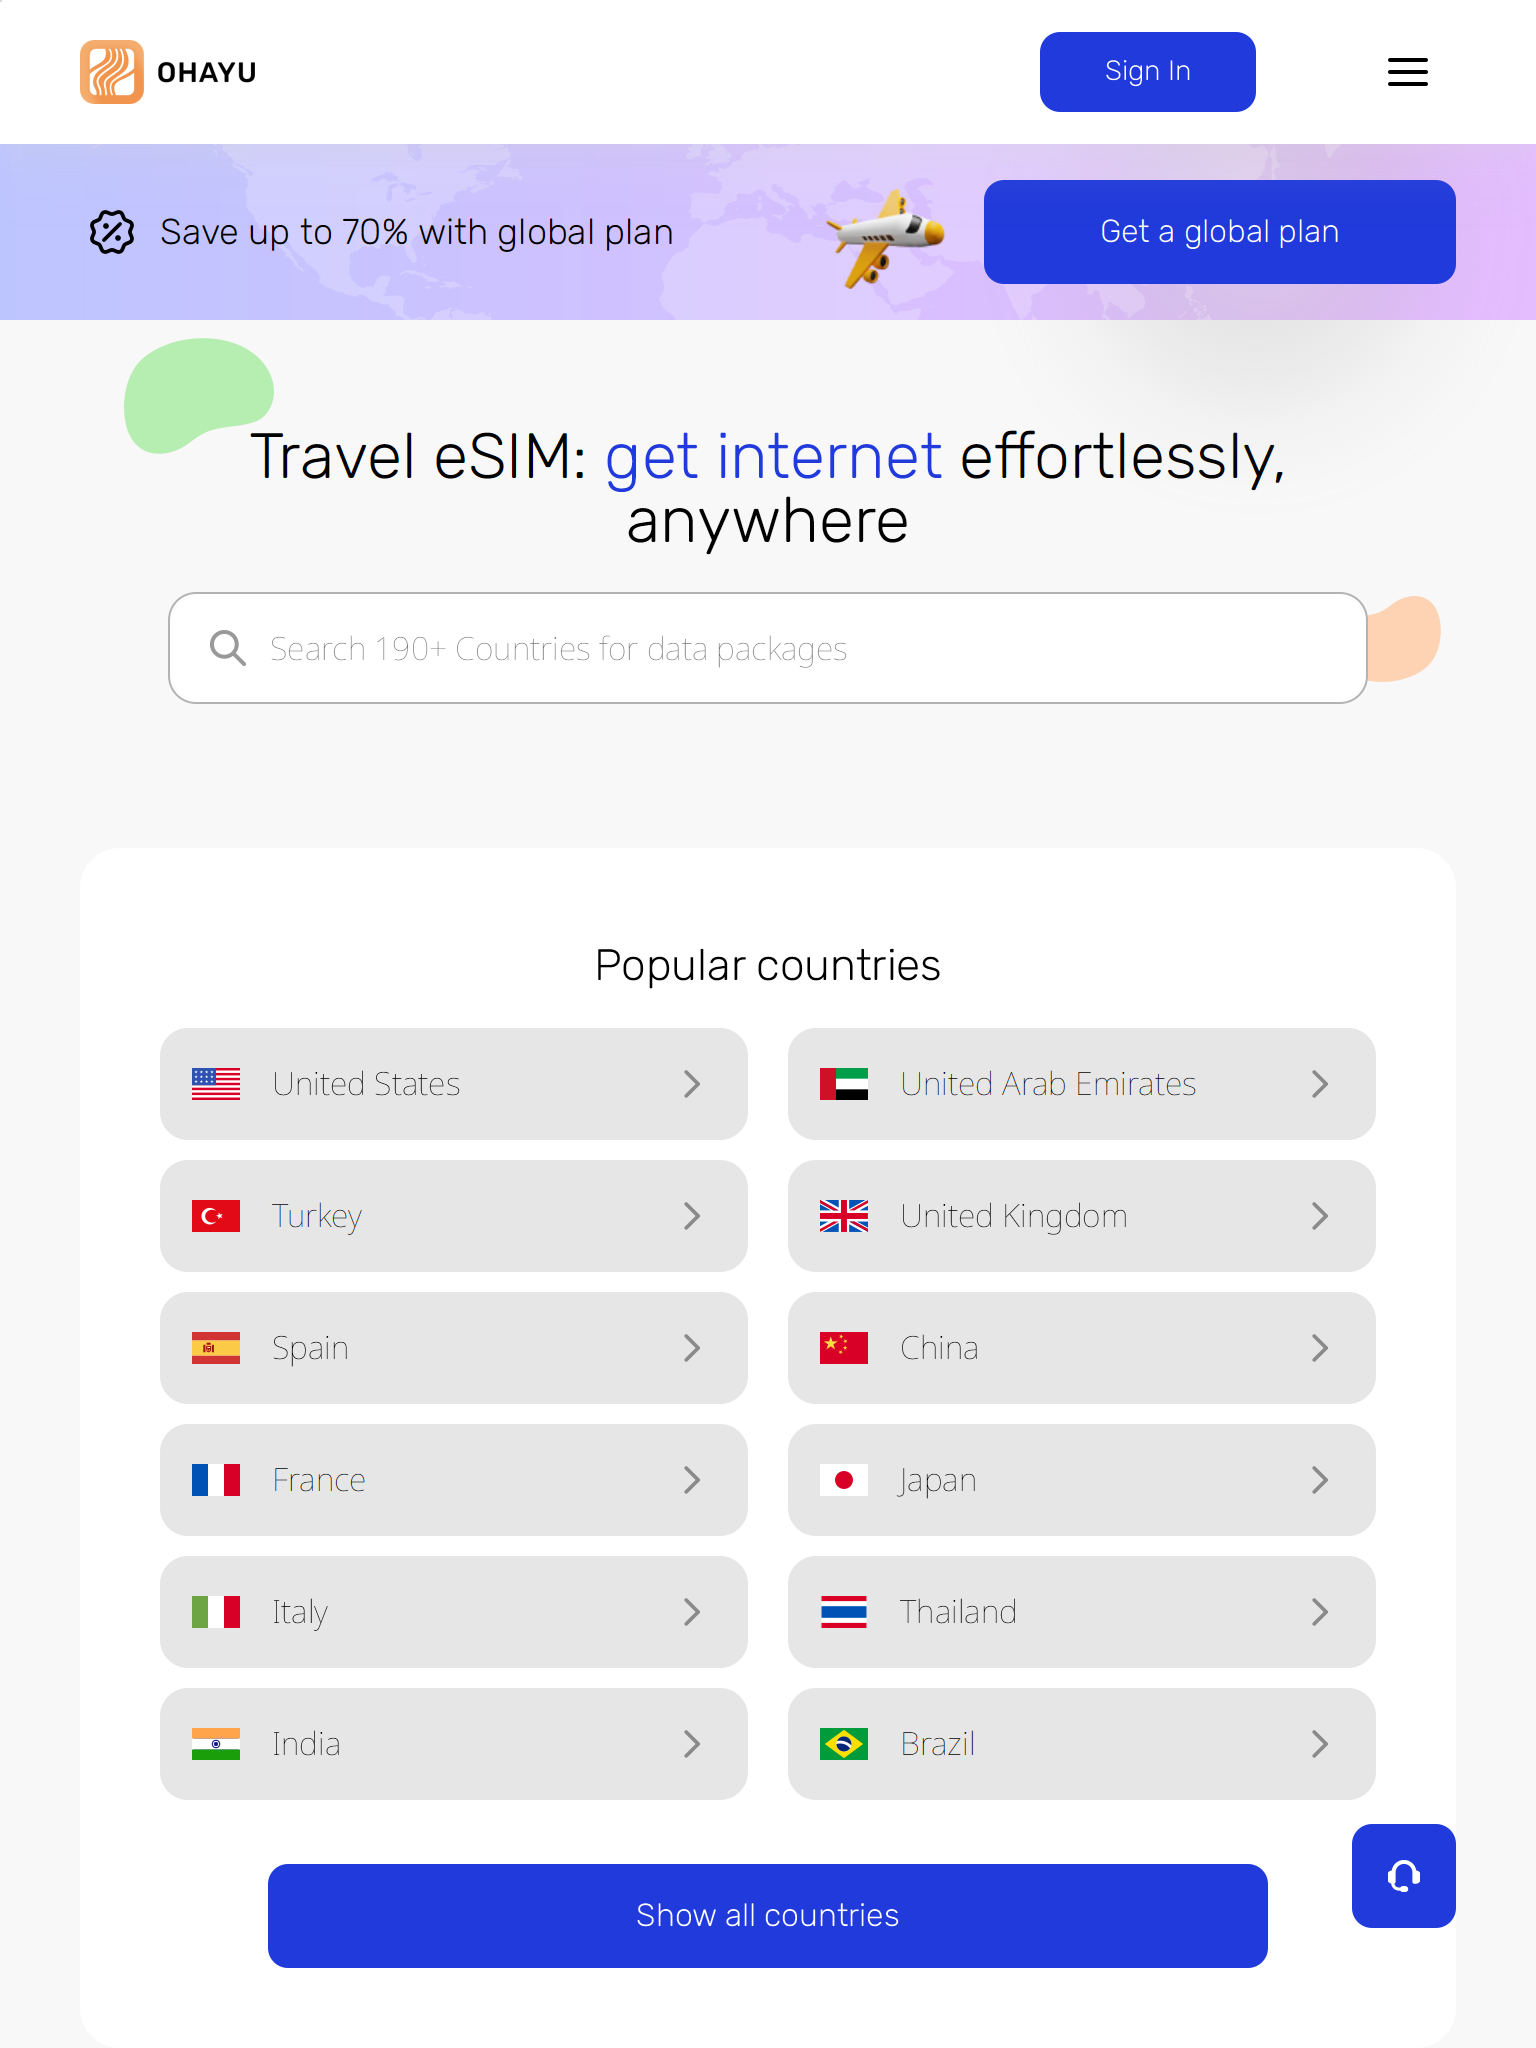 OHAYU
Sign In
Save up to 70% with global plan
Get a global plan
Travel eSIM: get internet effortlessly,
anywhere
Search 190+ Countries for data packages
Popular countries
United States
United Arab Emirates
Turkey
United Kingdom
Spain
China
France
Japan
Italy
Thailand
India
Brazil
Show all countries